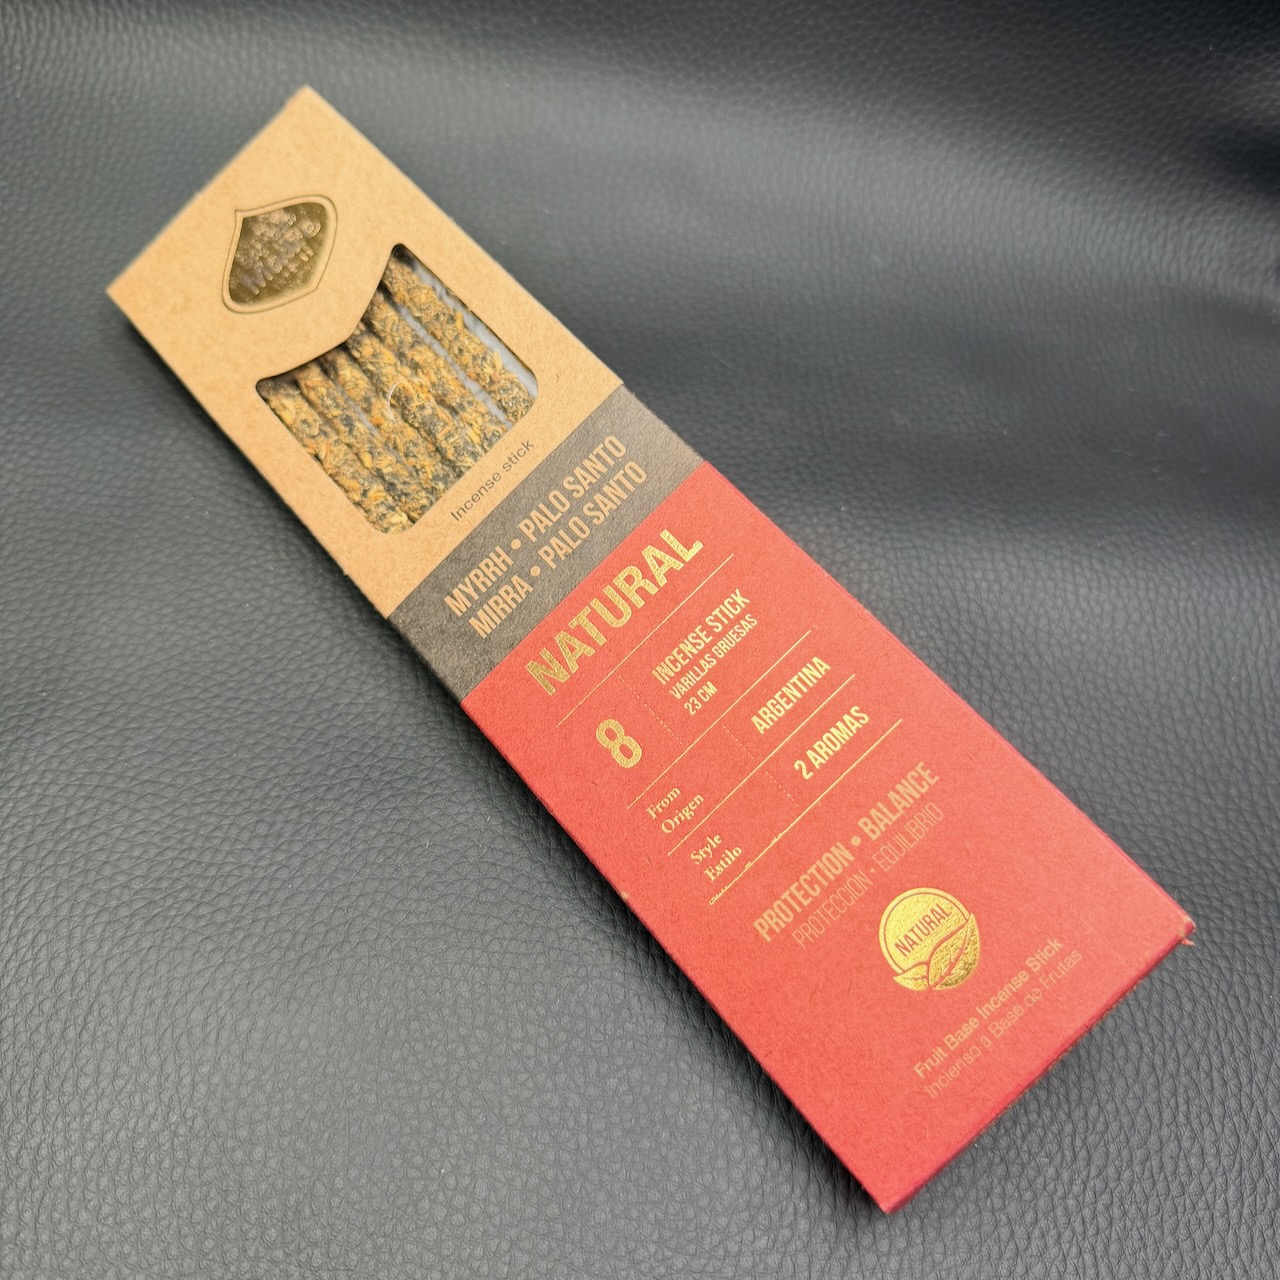 Incense stick
MYRRH • PALO SANTO
MIRRA • PALO SANTO
NATURAL
8
INCENSE STICK
VARILLAS GRUESAS
23 CM
From
Origen
ARGENTINA
Style
Estilo
2 AROMAS
PROTECTION • BALANCE
PROTECCION • EQUILIBRIO
NATURAL
Fruit Base Incense Stick
Incienso a Base de Frutas